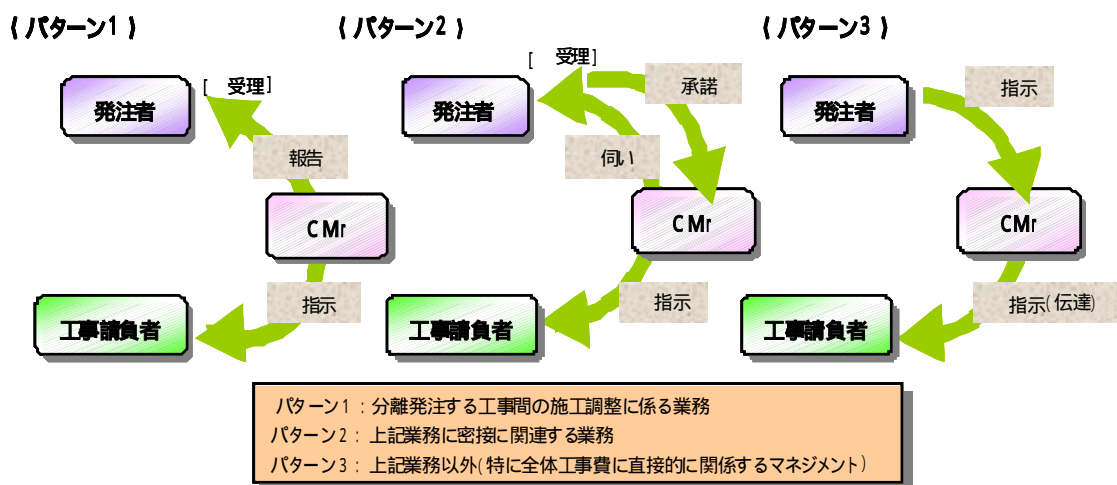 (パターン1)
(パターン2)
(パターン3)
発注者
[ 受理]
報告
CMr
指示
工事請負者
発注者
[ 受理]
承諾
伺い
CMr
指示
工事請負者
発注者
指示
CMr
指示(伝達)
工事請負者
パターン1：分離発注する工事間の施工調整に係る業務
パターン2：上記業務に密接に関連する業務
パターン3：上記業務以外(特に全体工事費に直接的に関係するマネジメント)